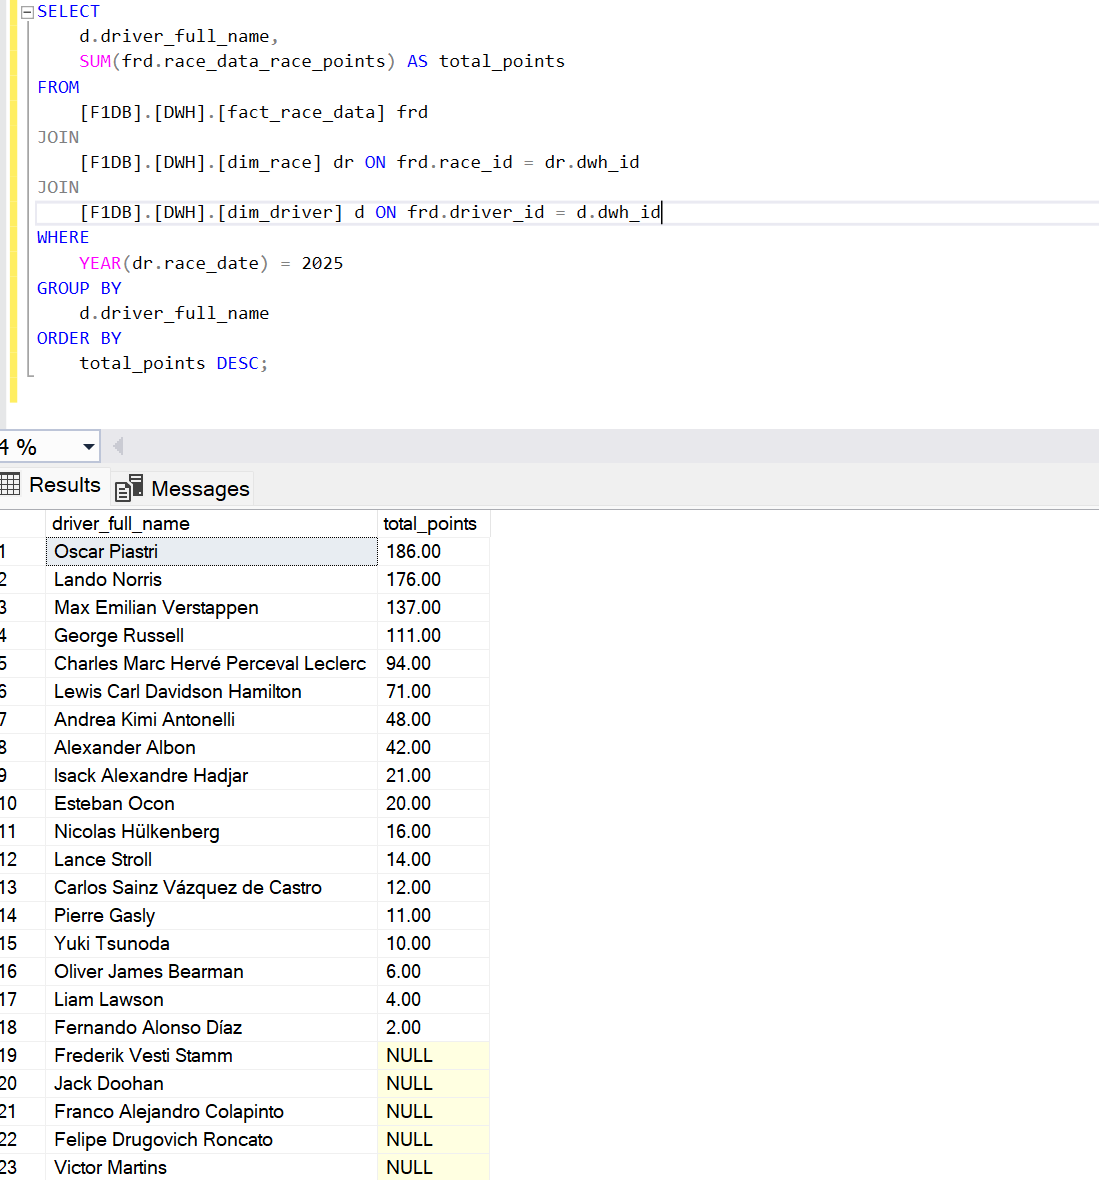 SELECT
d.driver_full_name,
SUM(frd.race_data_race_points) AS total_points
FROM
[F1DB].[DWH].[fact_race_data] frd
JOIN
[F1DB].[DWH].[dim_race] dr ON frd.race_id = dr.dwh_id
JOIN
[F1DB].[DWH].[dim_driver] d ON frd.driver_id = d.dwh_id
WHERE
YEAR(dr.race_date) = 2025
GROUP BY
d.driver_full_name
ORDER BY
total_points DESC;
4 %
Results Messages
driver_full_name total_points
1 Oscar Piastri 186.00
2 Lando Norris 176.00
3 Max Emilian Verstappen 137.00
4 George Russell 111.00
5 Charles Marc Hervé Perceval Leclerc 94.00
6 Lewis Carl Davidson Hamilton 71.00
7 Andrea Kimi Antonelli 48.00
8 Alexander Albon 42.00
9 Isack Alexandre Hadjar 21.00
10 Esteban Ocon 20.00
11 Nicolas Hülkenberg 16.00
12 Lance Stroll 14.00
13 Carlos Sainz Vázquez de Castro 12.00
14 Pierre Gasly 11.00
15 Yuki Tsunoda 10.00
16 Oliver James Bearman 6.00
17 Liam Lawson 4.00
18 Fernando Alonso Díaz 2.00
19 Frederik Vesti Stamm NULL
20 Jack Doohan NULL
21 Franco Alejandro Colapinto NULL
22 Felipe Drugovich Roncato NULL
23 Victor Martins NULL